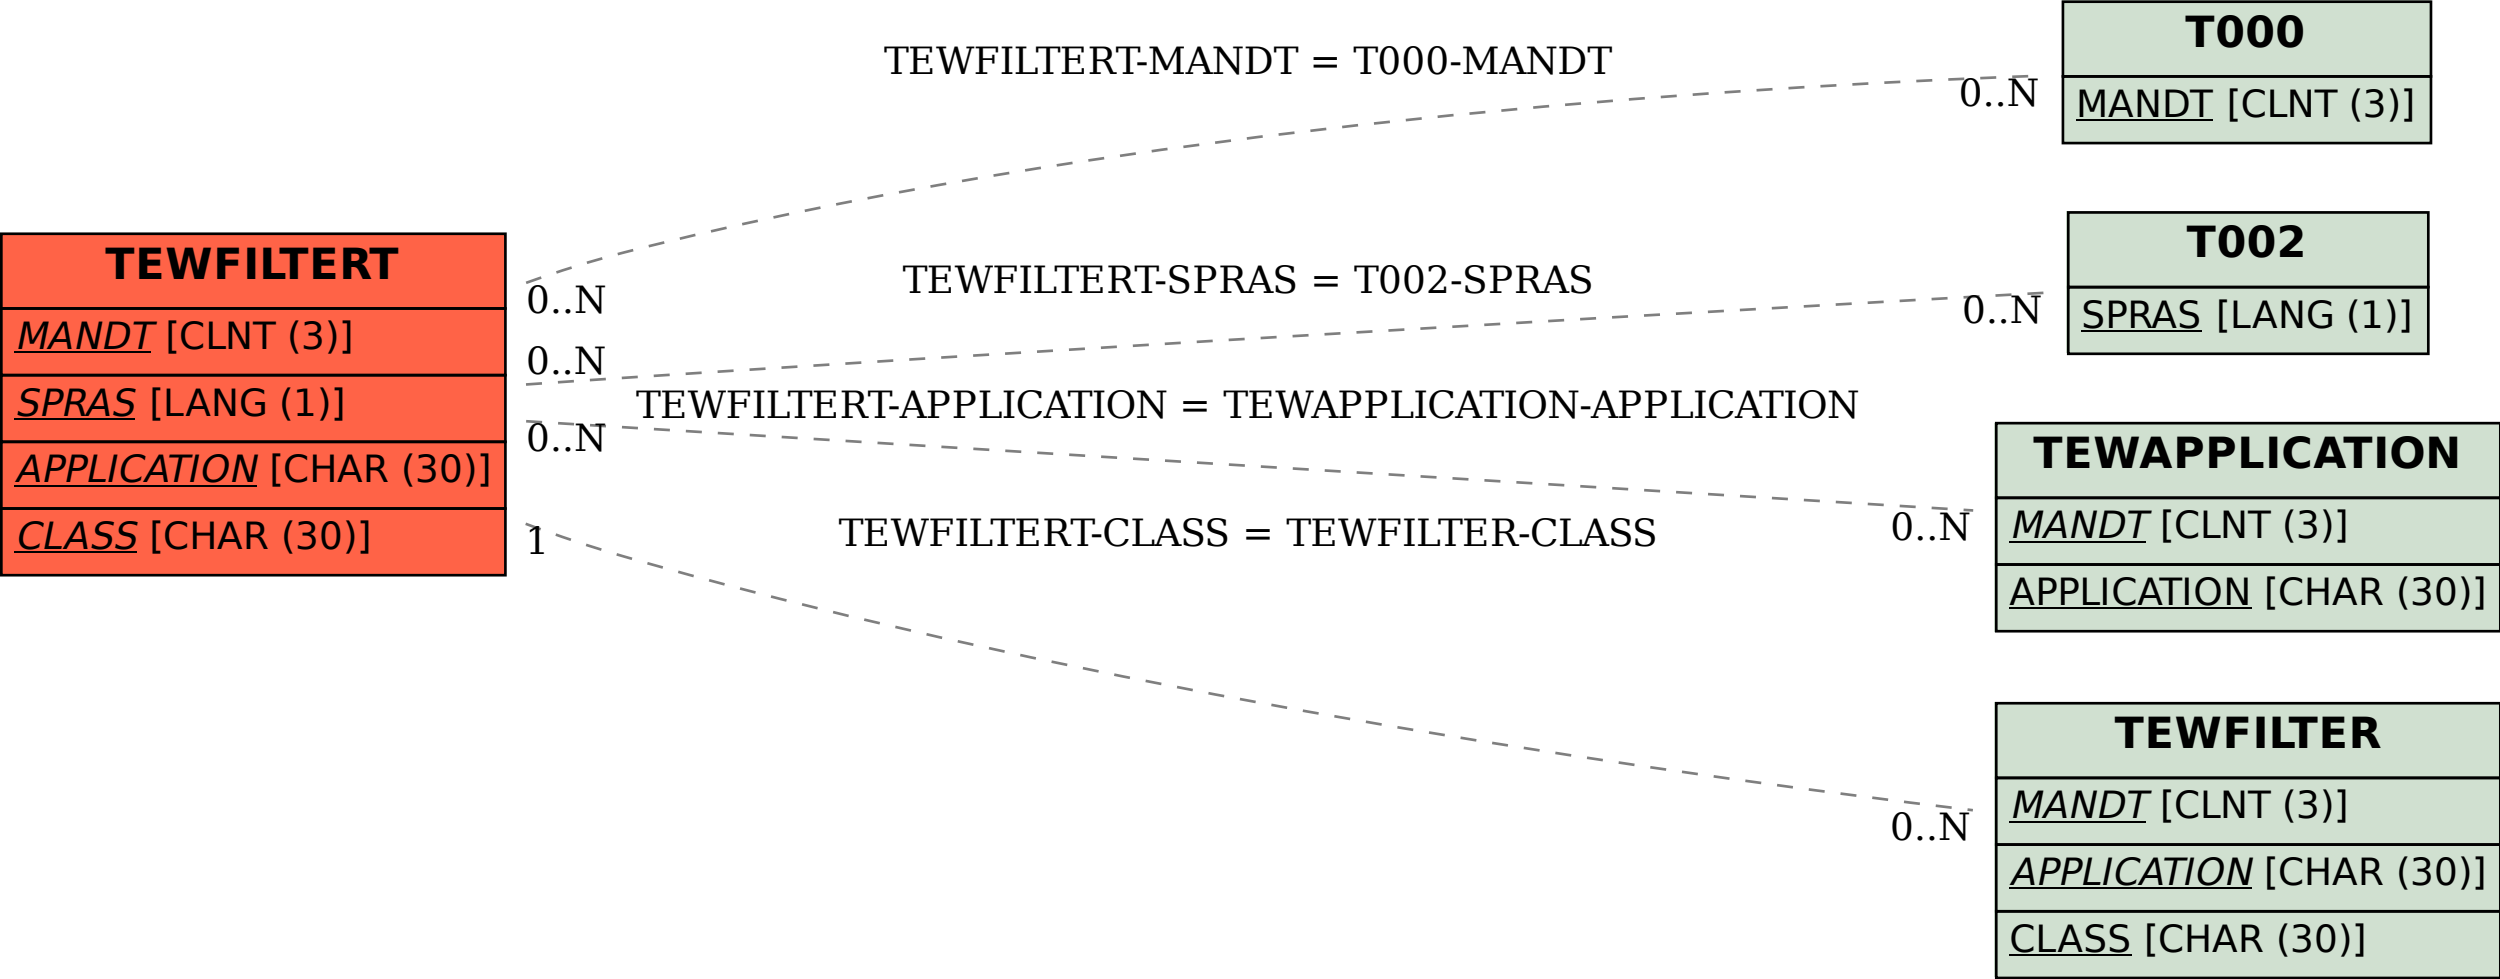 TEWFILTERT
MANDT [CLNT (3)]
SPRAS [LANG (1)]
APPLICATION [CHAR (30)]
CLASS [CHAR (30)]
TEWFILTERT-MANDT = T000-MANDT
0..N
0..N
TEWFILTERT-SPRAS = T002-SPRAS
0..N
0..N
TEWFILTERT-APPLICATION = TEWAPPLICATION-APPLICATION
0..N
0..N
TEWFILTERT-CLASS = TEWFILTER-CLASS
1
0..N
T000
MANDT [CLNT (3)]
T002
SPRAS [LANG (1)]
TEWAPPLICATION
MANDT [CLNT (3)]
APPLICATION [CHAR (30)]
TEWFILTER
MANDT [CLNT (3)]
APPLICATION [CHAR (30)]
CLASS [CHAR (30)]